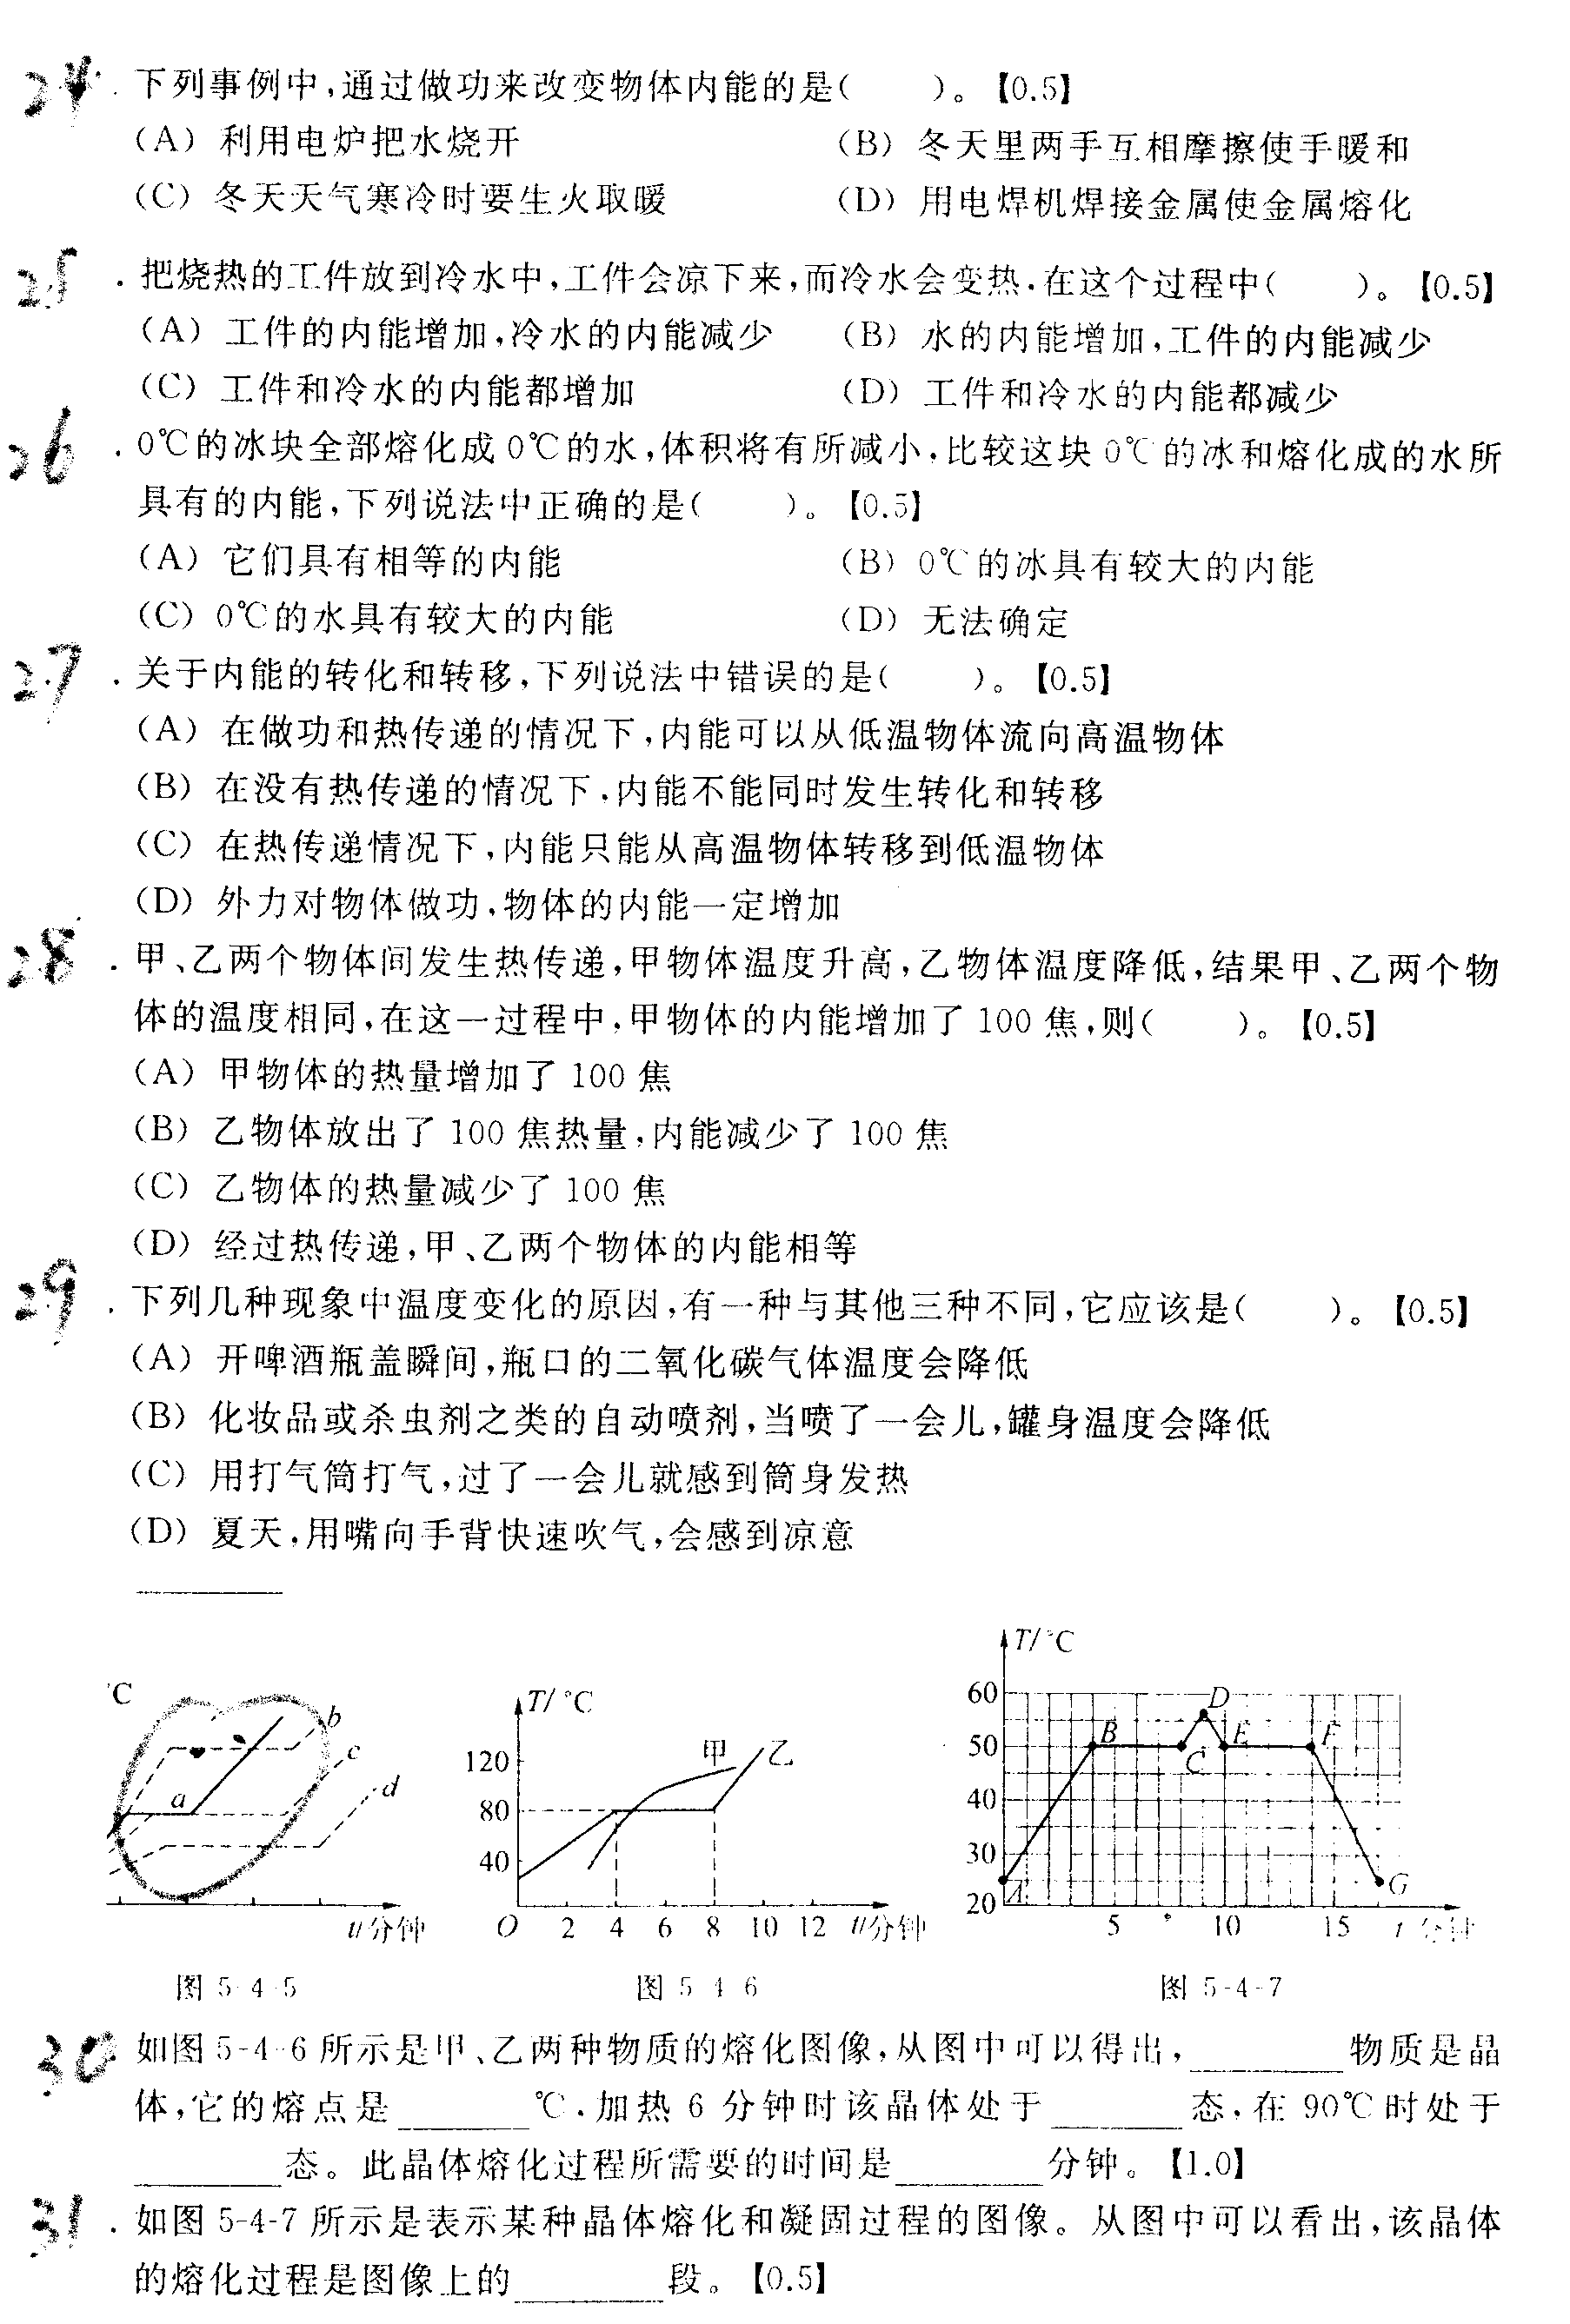 24 . 下列事例中,通过做功来改变物体内能的是(  )。【0.5】
(A) 利用电炉把水烧开 (B) 冬天里两手互相摩擦使手暖和
(C) 冬天天气寒冷时要生火取暖 (D) 用电焊机焊接金属使金属熔化
25 . 把烧热的工件放到冷水中,工件会凉下来,而冷水会变热.在这个过程中(  )。【0.5】
(A) 工件的内能增加,冷水的内能减少 (B) 水的内能增加,工件的内能减少
(C) 工件和冷水的内能都增加 (D) 工件和冷水的内能都减少
26 . 0℃的冰块全部熔化成0℃的水,体积将有所减小.比较这块0℃的冰和熔化成的水所
具有的内能,下列说法中正确的是(  )。【0.5】
(A) 它们具有相等的内能 (B) 0℃的冰具有较大的内能
(C) 0℃的水具有较大的内能 (D) 无法确定
27 . 关于内能的转化和转移,下列说法中错误的是(  )。【0.5】
(A) 在做功和热传递的情况下,内能可以从低温物体流向高温物体
(B) 在没有热传递的情况下,内能不能同时发生转化和转移
(C) 在热传递情况下,内能只能从高温物体转移到低温物体
(D) 外力对物体做功,物体的内能一定增加
28 . 甲、乙两个物体间发生热传递,甲物体温度升高,乙物体温度降低,结果甲、乙两个物
体的温度相同,在这一过程中,甲物体的内能增加了100焦,则(  )。【0.5】
(A) 甲物体的热量增加了100焦
(B) 乙物体放出了100焦热量,内能减少了100焦
(C) 乙物体的热量减少了100焦
(D) 经过热传递,甲、乙两个物体的内能相等
29 . 下列几种现象中温度变化的原因,有一种与其他三种不同,它应该是(  )。【0.5】
(A) 开啤酒瓶盖瞬间,瓶口的二氧化碳气体温度会降低
(B) 化妆品或杀虫剂之类的自动喷剂,当喷了一会儿,罐身温度会降低
(C) 用打气筒打气,过了一会儿就感到筒身发热
(D) 夏天,用嘴向手背快速吹气,会感到凉意
℃
b
c
a
d
t/分钟
图 5-4-5
T/℃
120
甲 乙
80
40
O 2 4 6 8 10 12 t/分钟
图 5-4-6
T/℃
60
D
50 B C E F
40
30
20 A G
5 10 15 t/分钟
图 5-4-7
30 如图5-4-6所示是甲、乙两种物质的熔化图像,从图中可以得出,________物质是晶
体,它的熔点是_______℃.加热6分钟时该晶体处于_______态,在90℃时处于
________态。此晶体熔化过程所需要的时间是________分钟。【1.0】
31 . 如图5-4-7所示是表示某种晶体熔化和凝固过程的图像。从图中可以看出,该晶体
的熔化过程是图像上的________段。【0.5】